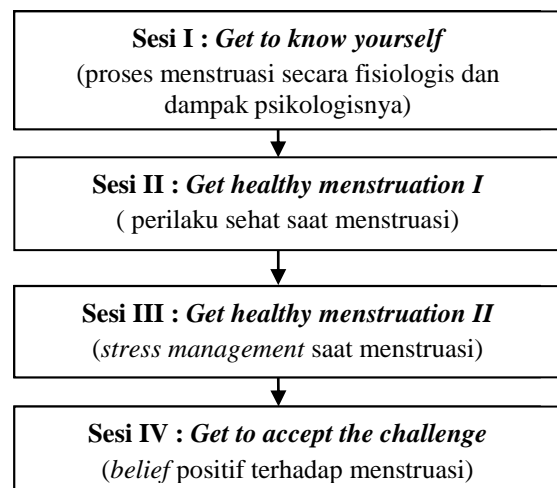 Sesi I : Get to know yourself
(proses menstruasi secara fisiologis dan
dampak psikologisnya)
Sesi II : Get healthy menstruation I
( perilaku sehat saat menstruasi)
Sesi III : Get healthy menstruation II
(stress management saat menstruasi)
Sesi IV : Get to accept the challenge
(belief positif terhadap menstruasi)